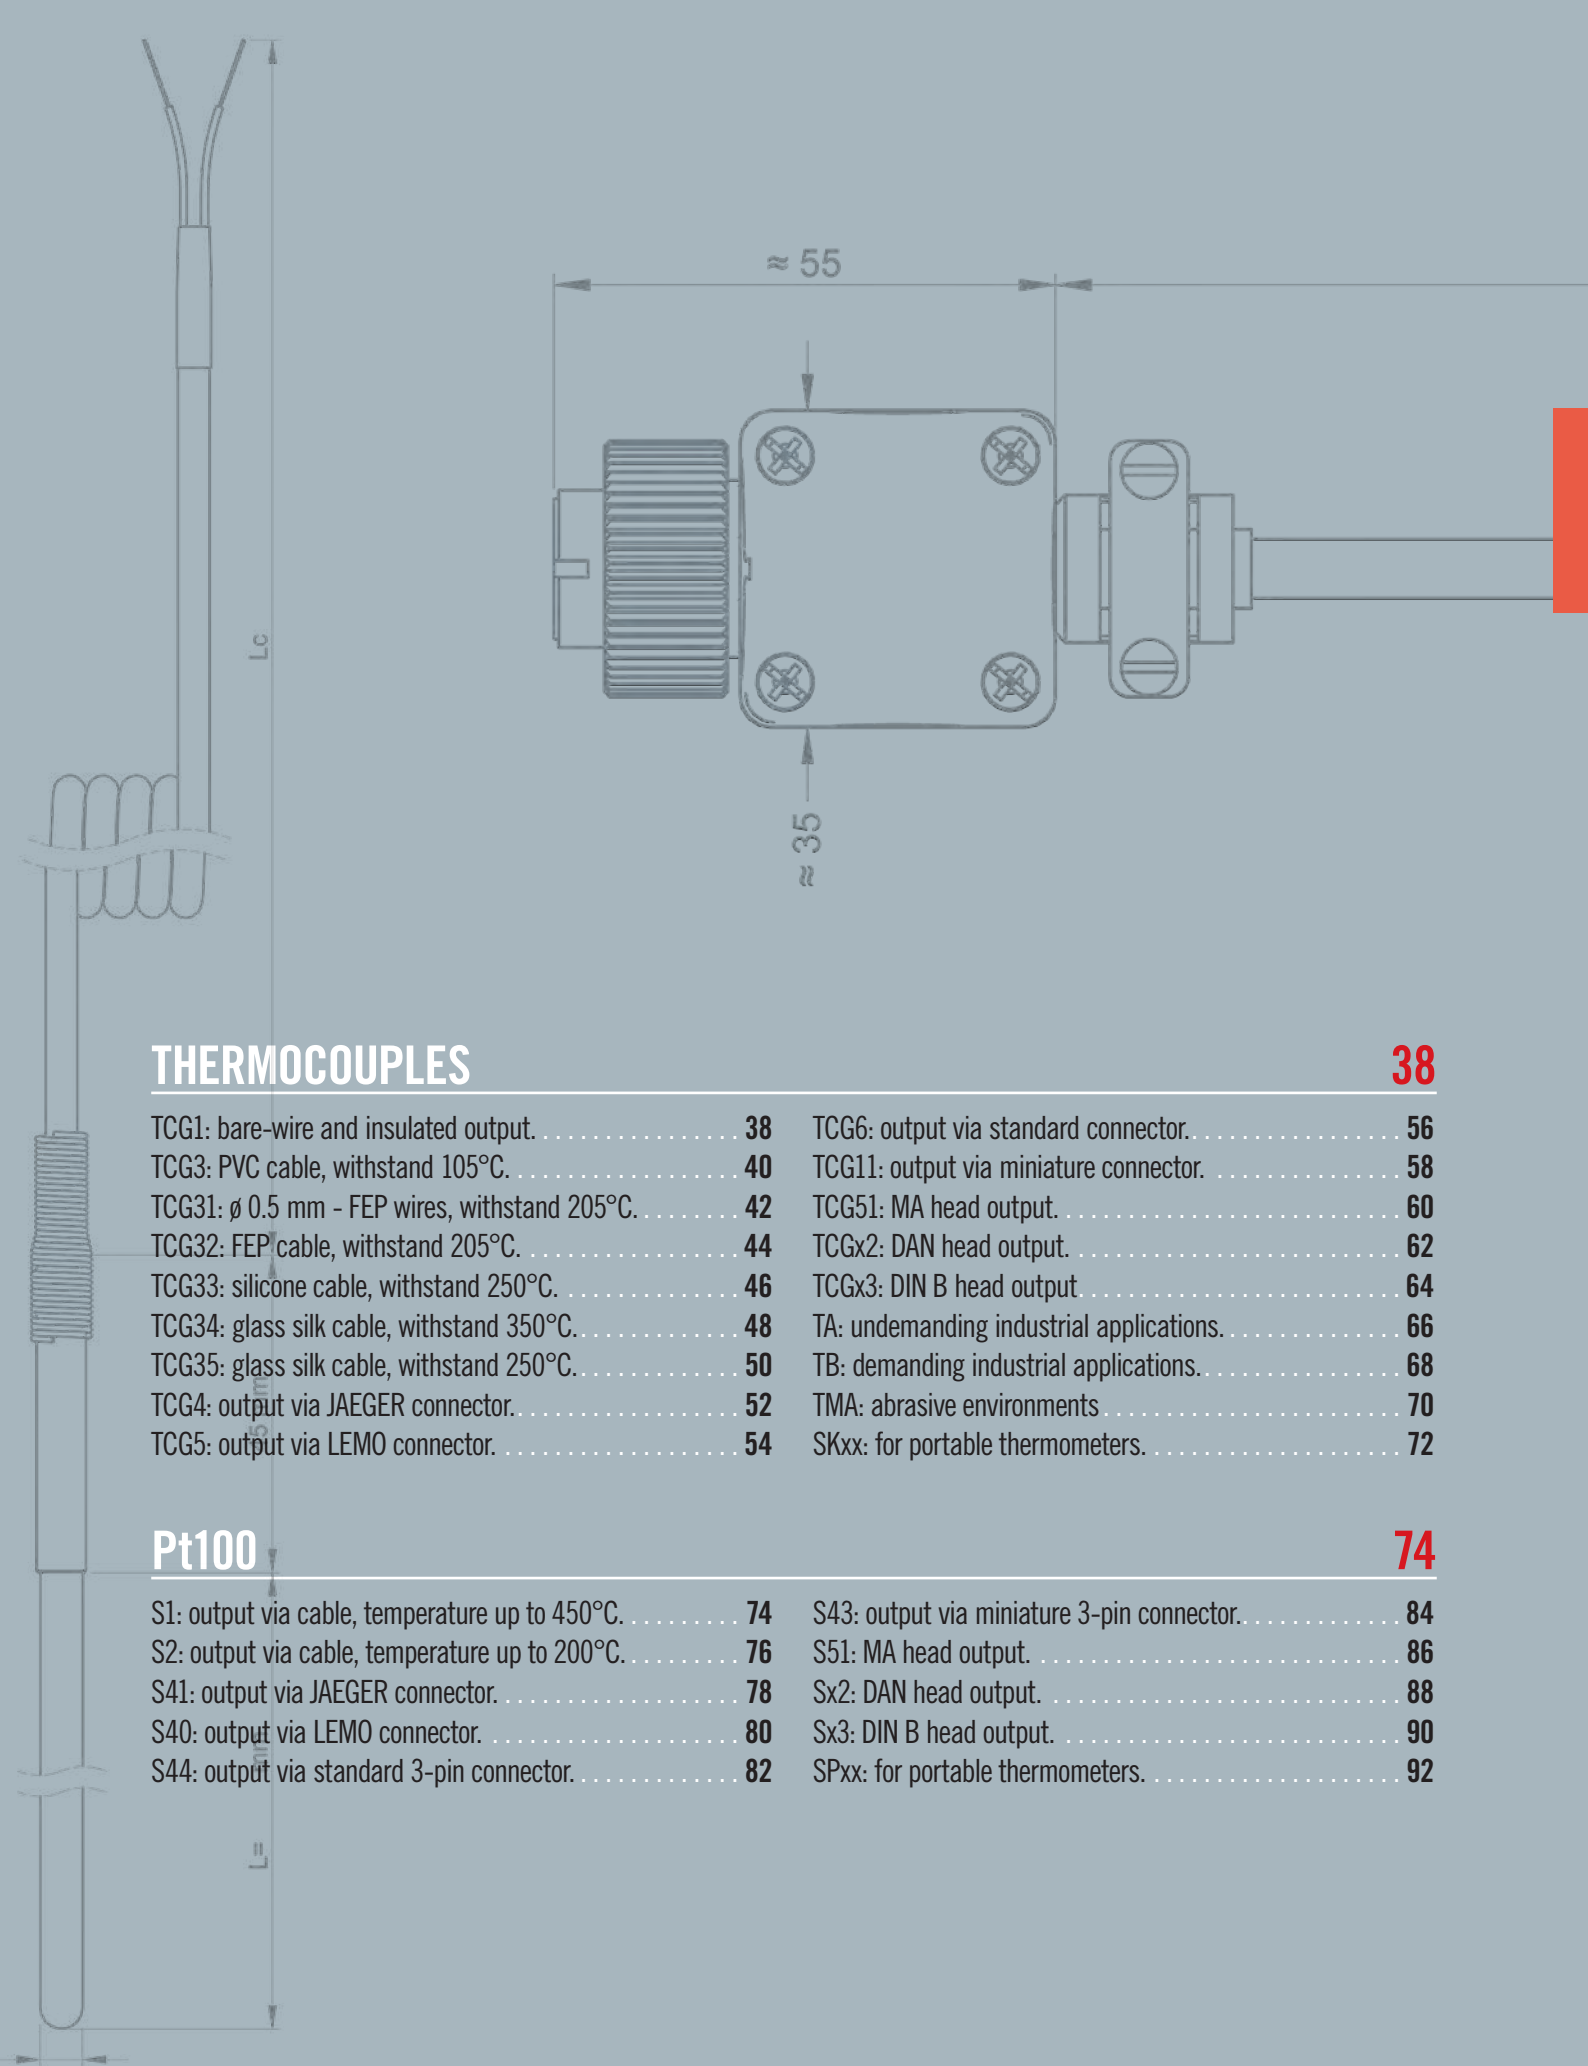 ≈ 55
≈ 35
Lc
THERMOCOUPLES 38
TCG1: bare-wire and insulated output. . . . . . . . . . . . . . . . . 38
TCG3: PVC cable, withstand 105°C. . . . . . . . . . . . . . . . . . . 40
TCG31: ø 0.5 mm - FEP wires, withstand 205°C. . . . . . . . . 42
TCG32: FEP cable, withstand 205°C. . . . . . . . . . . . . . . . . . 44
TCG33: silicone cable, withstand 250°C. . . . . . . . . . . . . . . 46
TCG34: glass silk cable, withstand 350°C. . . . . . . . . . . . . . 48
TCG35: glass silk cable, withstand 250°C. . . . . . . . . . . . . . 50
TCG4: output via JAEGER connector. . . . . . . . . . . . . . . . . . . 52
TCG5: output via LEMO connector. . . . . . . . . . . . . . . . . . . . 54
TCG6: output via standard connector. . . . . . . . . . . . . . . . . . 56
TCG11: output via miniature connector. . . . . . . . . . . . . . . . 58
TCG51: MA head output. . . . . . . . . . . . . . . . . . . . . . . . . . . . 60
TCGx2: DAN head output. . . . . . . . . . . . . . . . . . . . . . . . . . . 62
TCGx3: DIN B head output. . . . . . . . . . . . . . . . . . . . . . . . . . 64
TA: undemanding industrial applications. . . . . . . . . . . . . . . 66
TB: demanding industrial applications. . . . . . . . . . . . . . . . . 68
TMA: abrasive environments . . . . . . . . . . . . . . . . . . . . . . . . 70
SKxx: for portable thermometers. . . . . . . . . . . . . . . . . . . . . 72
Pt100 74
S1: output via cable, temperature up to 450°C. . . . . . . . . . 74
S2: output via cable, temperature up to 200°C. . . . . . . . . . 76
S41: output via JAEGER connector. . . . . . . . . . . . . . . . . . . . 78
S40: output via LEMO connector. . . . . . . . . . . . . . . . . . . . . 80
S44: output via standard 3-pin connector. . . . . . . . . . . . . . 82
S43: output via miniature 3-pin connector. . . . . . . . . . . . . . 84
S51: MA head output. . . . . . . . . . . . . . . . . . . . . . . . . . . . . . 86
Sx2: DAN head output. . . . . . . . . . . . . . . . . . . . . . . . . . . . . 88
Sx3: DIN B head output. . . . . . . . . . . . . . . . . . . . . . . . . . . . 90
SPxx: for portable thermometers. . . . . . . . . . . . . . . . . . . . . 92
mm
L= mm